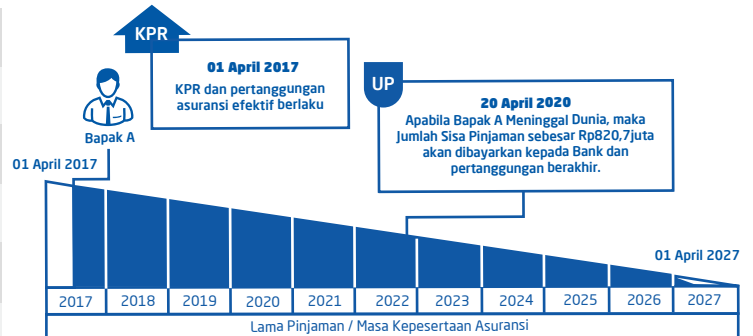 KPR
01 April 2017
KPR dan pertanggungan
asuransi efektif berlaku
Bapak A
UP
20 April 2020
Apabila Bapak A Meninggal Dunia, maka
Jumlah Sisa Pinjaman sebesar Rp820,7juta
akan dibayarkan kepada Bank dan
pertanggungan berakhir.
01 April 2017
01 April 2027
2017 2018 2019 2020 2021 2022 2023 2024 2025 2026 2027
Lama Pinjaman / Masa Kepesertaan Asuransi